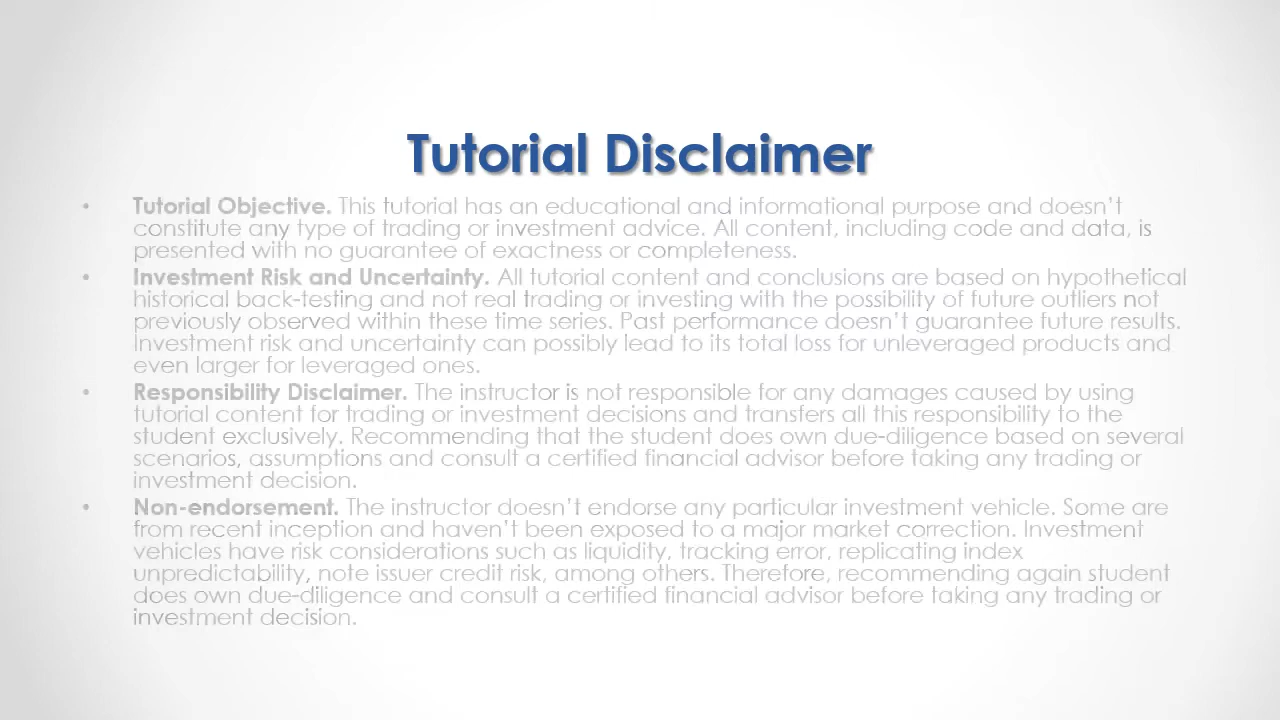 Tutorial Disclaimer
• Tutorial Objective. This tutorial has an educational and informational purpose and doesn't
constitute any type of trading or investment advice. All content, including code and data, is
presented with no guarantee of exactness or completeness.
• Investment Risk and Uncertainty. All tutorial content and conclusions are based on hypothetical
historical back-testing and not real trading or investing with the possibility of future outliers not
previously observed within these time series. Past performance doesn't guarantee future results.
Investment risk and uncertainty can possibly lead to its total loss for unleveraged products and
even larger for leveraged ones.
• Responsibility Disclaimer. The instructor is not responsible for any damages caused by using
tutorial content for trading or investment decisions and transfers all this responsibility to the
student exclusively. Recommending that the student does own due-diligence based on several
scenarios, assumptions and consult a certified financial advisor before taking any trading or
investment decision.
• Non-endorsement. The instructor doesn't endorse any particular investment vehicle. Some are
from recent inception and haven't been exposed to a major market correction. Investment
vehicles have risk considerations such as liquidity, tracking error, replicating index
unpredictability, note issuer credit risk, among others. Therefore, recommending again student
does own due-diligence and consult a certified financial advisor before taking any trading or
investment decision.